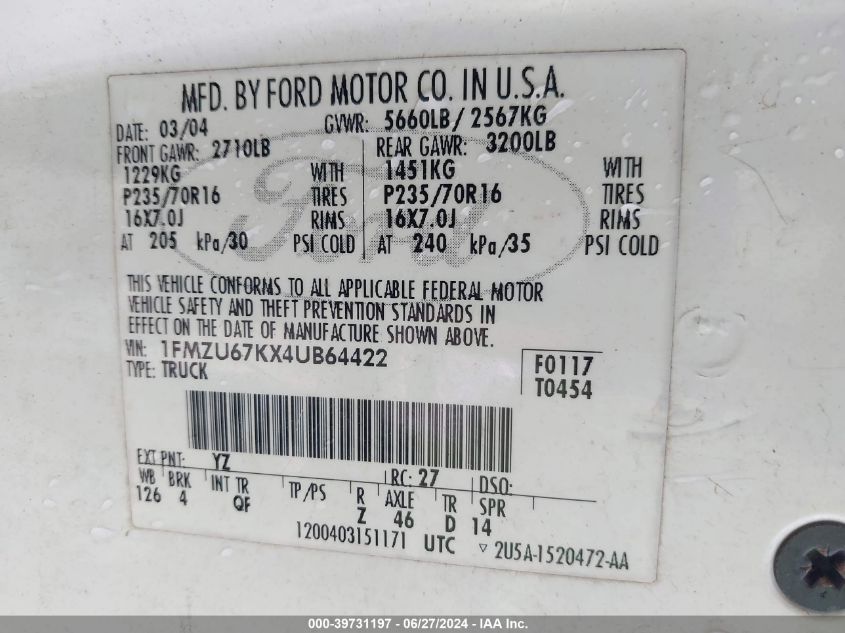 MFD. BY FORD MOTOR CO. IN U.S.A.
DATE: 03/04 GVWR: 5660LB/ 2567KG
FRONT GAWR: 2710LB REAR GAWR: 3200LB
1229KG WITH 1451KG WITH
P235/70R16 TIRES P235/70R16 TIRES
16X7.0J RIMS 16X7.0J RIMS
AT 205 kPa/30 PSI COLD AT 240 kPa/35 PSI COLD
Ford
THIS VEHICLE CONFORMS TO ALL APPLICABLE FEDERAL MOTOR
VEHICLE SAFETY AND THEFT PREVENTION STANDARDS IN
EFFECT ON THE DATE OF MANUFACTURE SHOWN ABOVE.
VIN: 1FMZU67KX4UB64422 F0117
TYPE: TRUCK T0454
EXT PNT: YZ RC: 27 DSO:
WB BRK INT TR TP/PS R AXLE TR SPR
126 4 QF Z 46 D 14
1200403151171 UTC ▿ 2U5A-1520472-AA
000-39731197 - 06/27/2024 - IAA Inc.